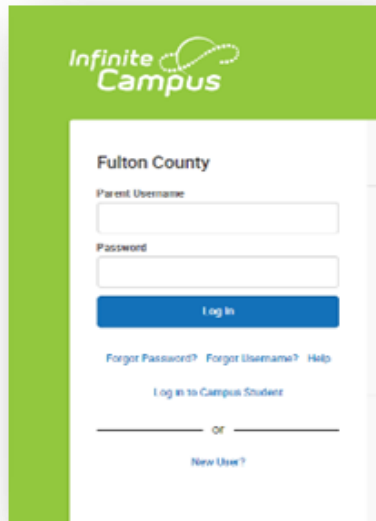 Infinite
Campus
Fulton County
Parent Username
Password
Log In
Forgot Password? Forgot Username? Help
Log in to Campus Student
or
New User?